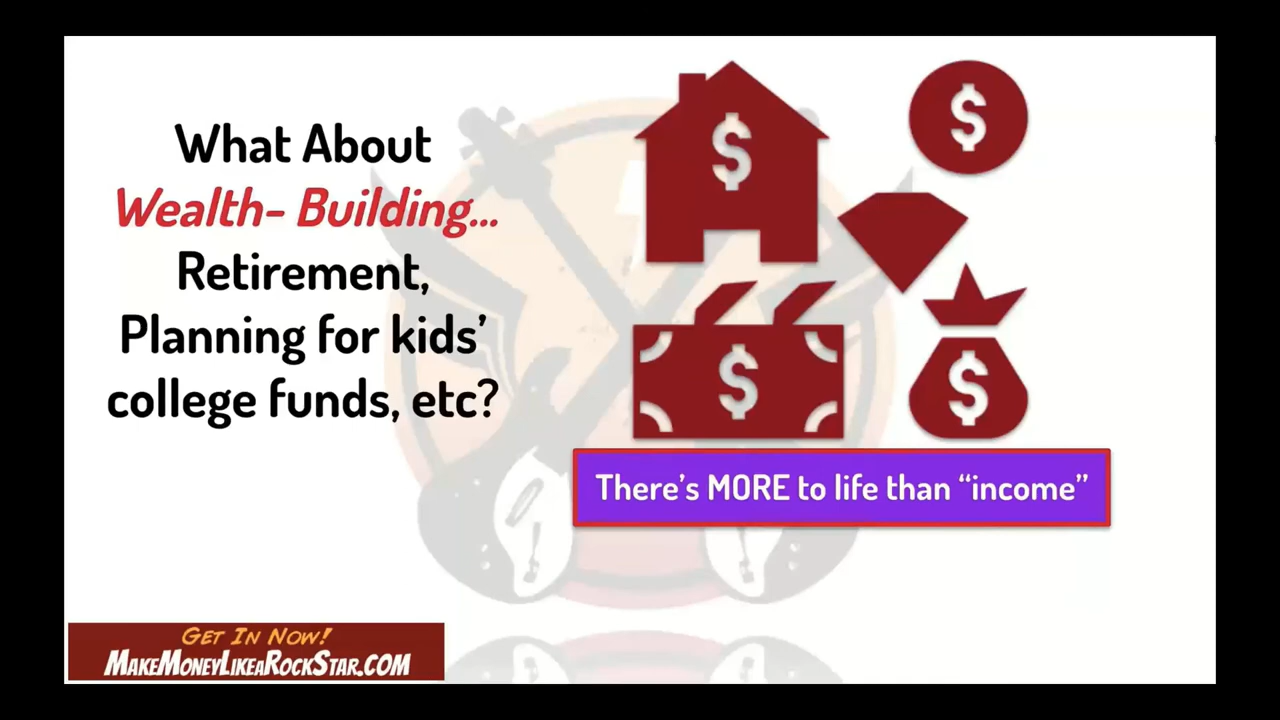 What About
Wealth- Building...
Retirement,
Planning for kids’
college funds, etc?
$
$
$
$
There’s MORE to life than “income”
Get In Now!
MakeMoneyLikeaRockStar.com